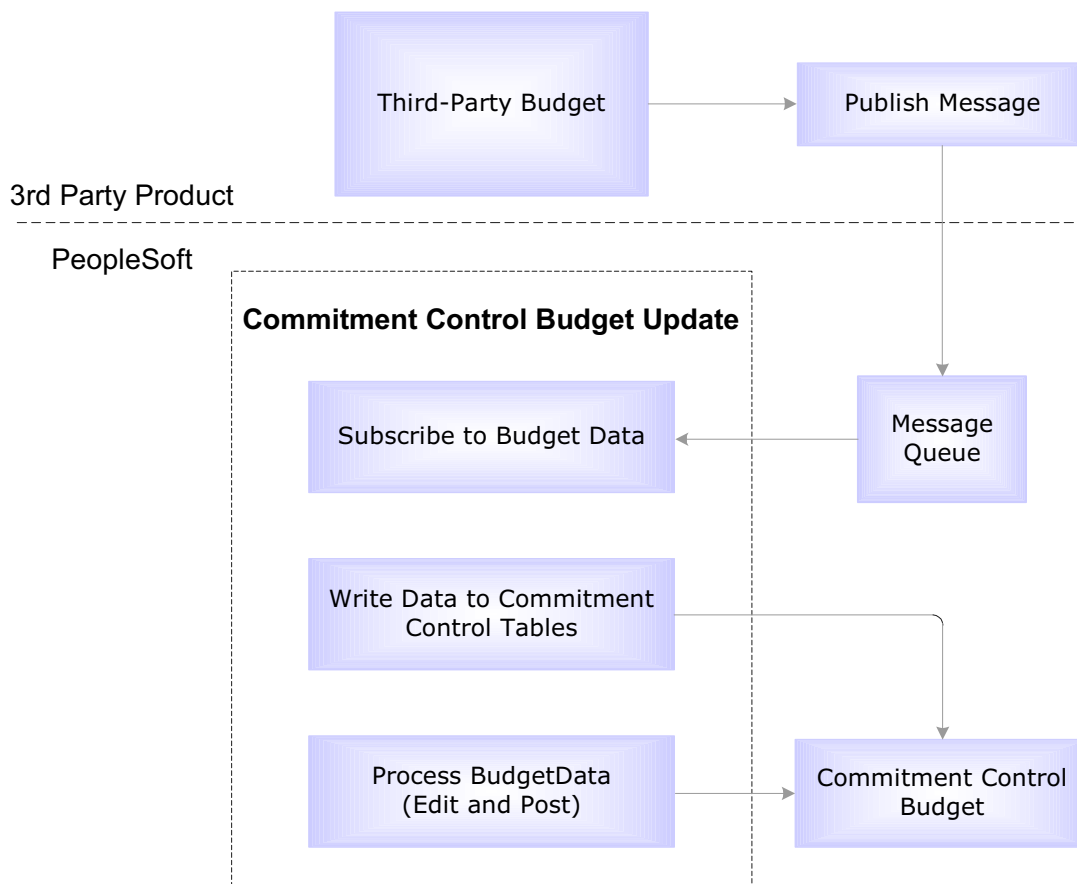 Third-Party Budget
Publish Message
3rd Party Product
PeopleSoft
Commitment Control Budget Update
Subscribe to Budget Data
Message
Queue
Write Data to Commitment
Control Tables
Process BudgetData
(Edit and Post)
Commitment Control
Budget